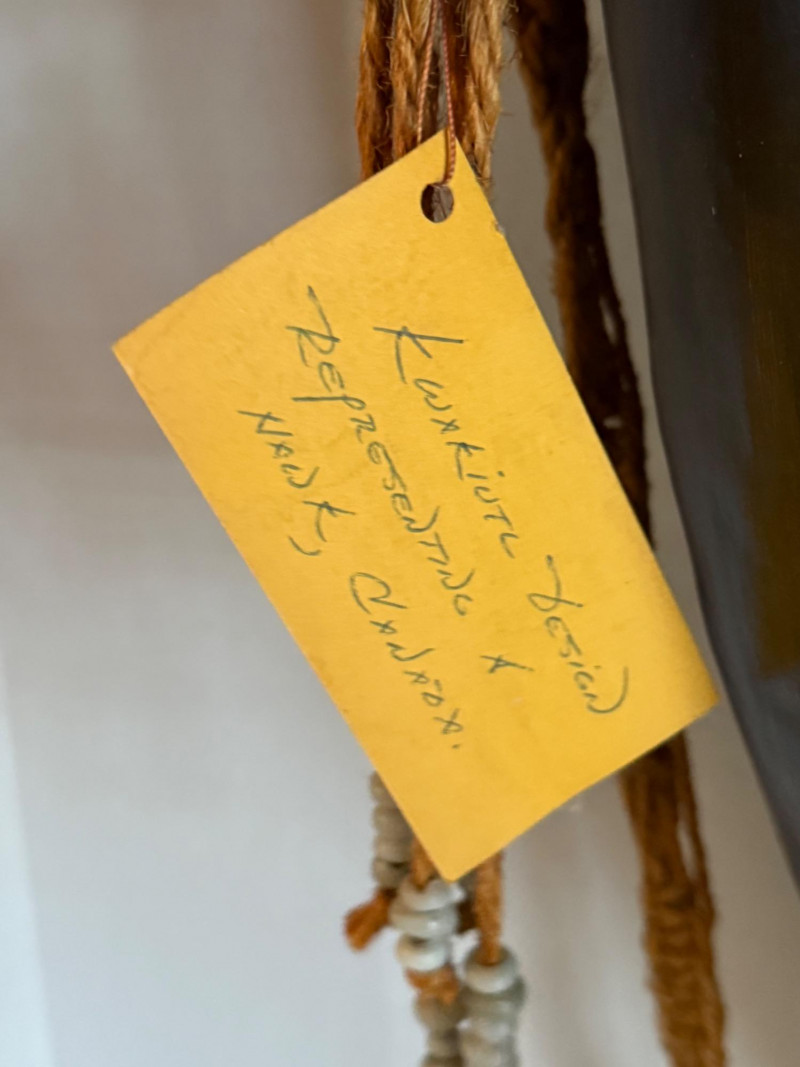 KWAKIUTL DESIGN
REPRESENTING A
HAWK, CANADA.